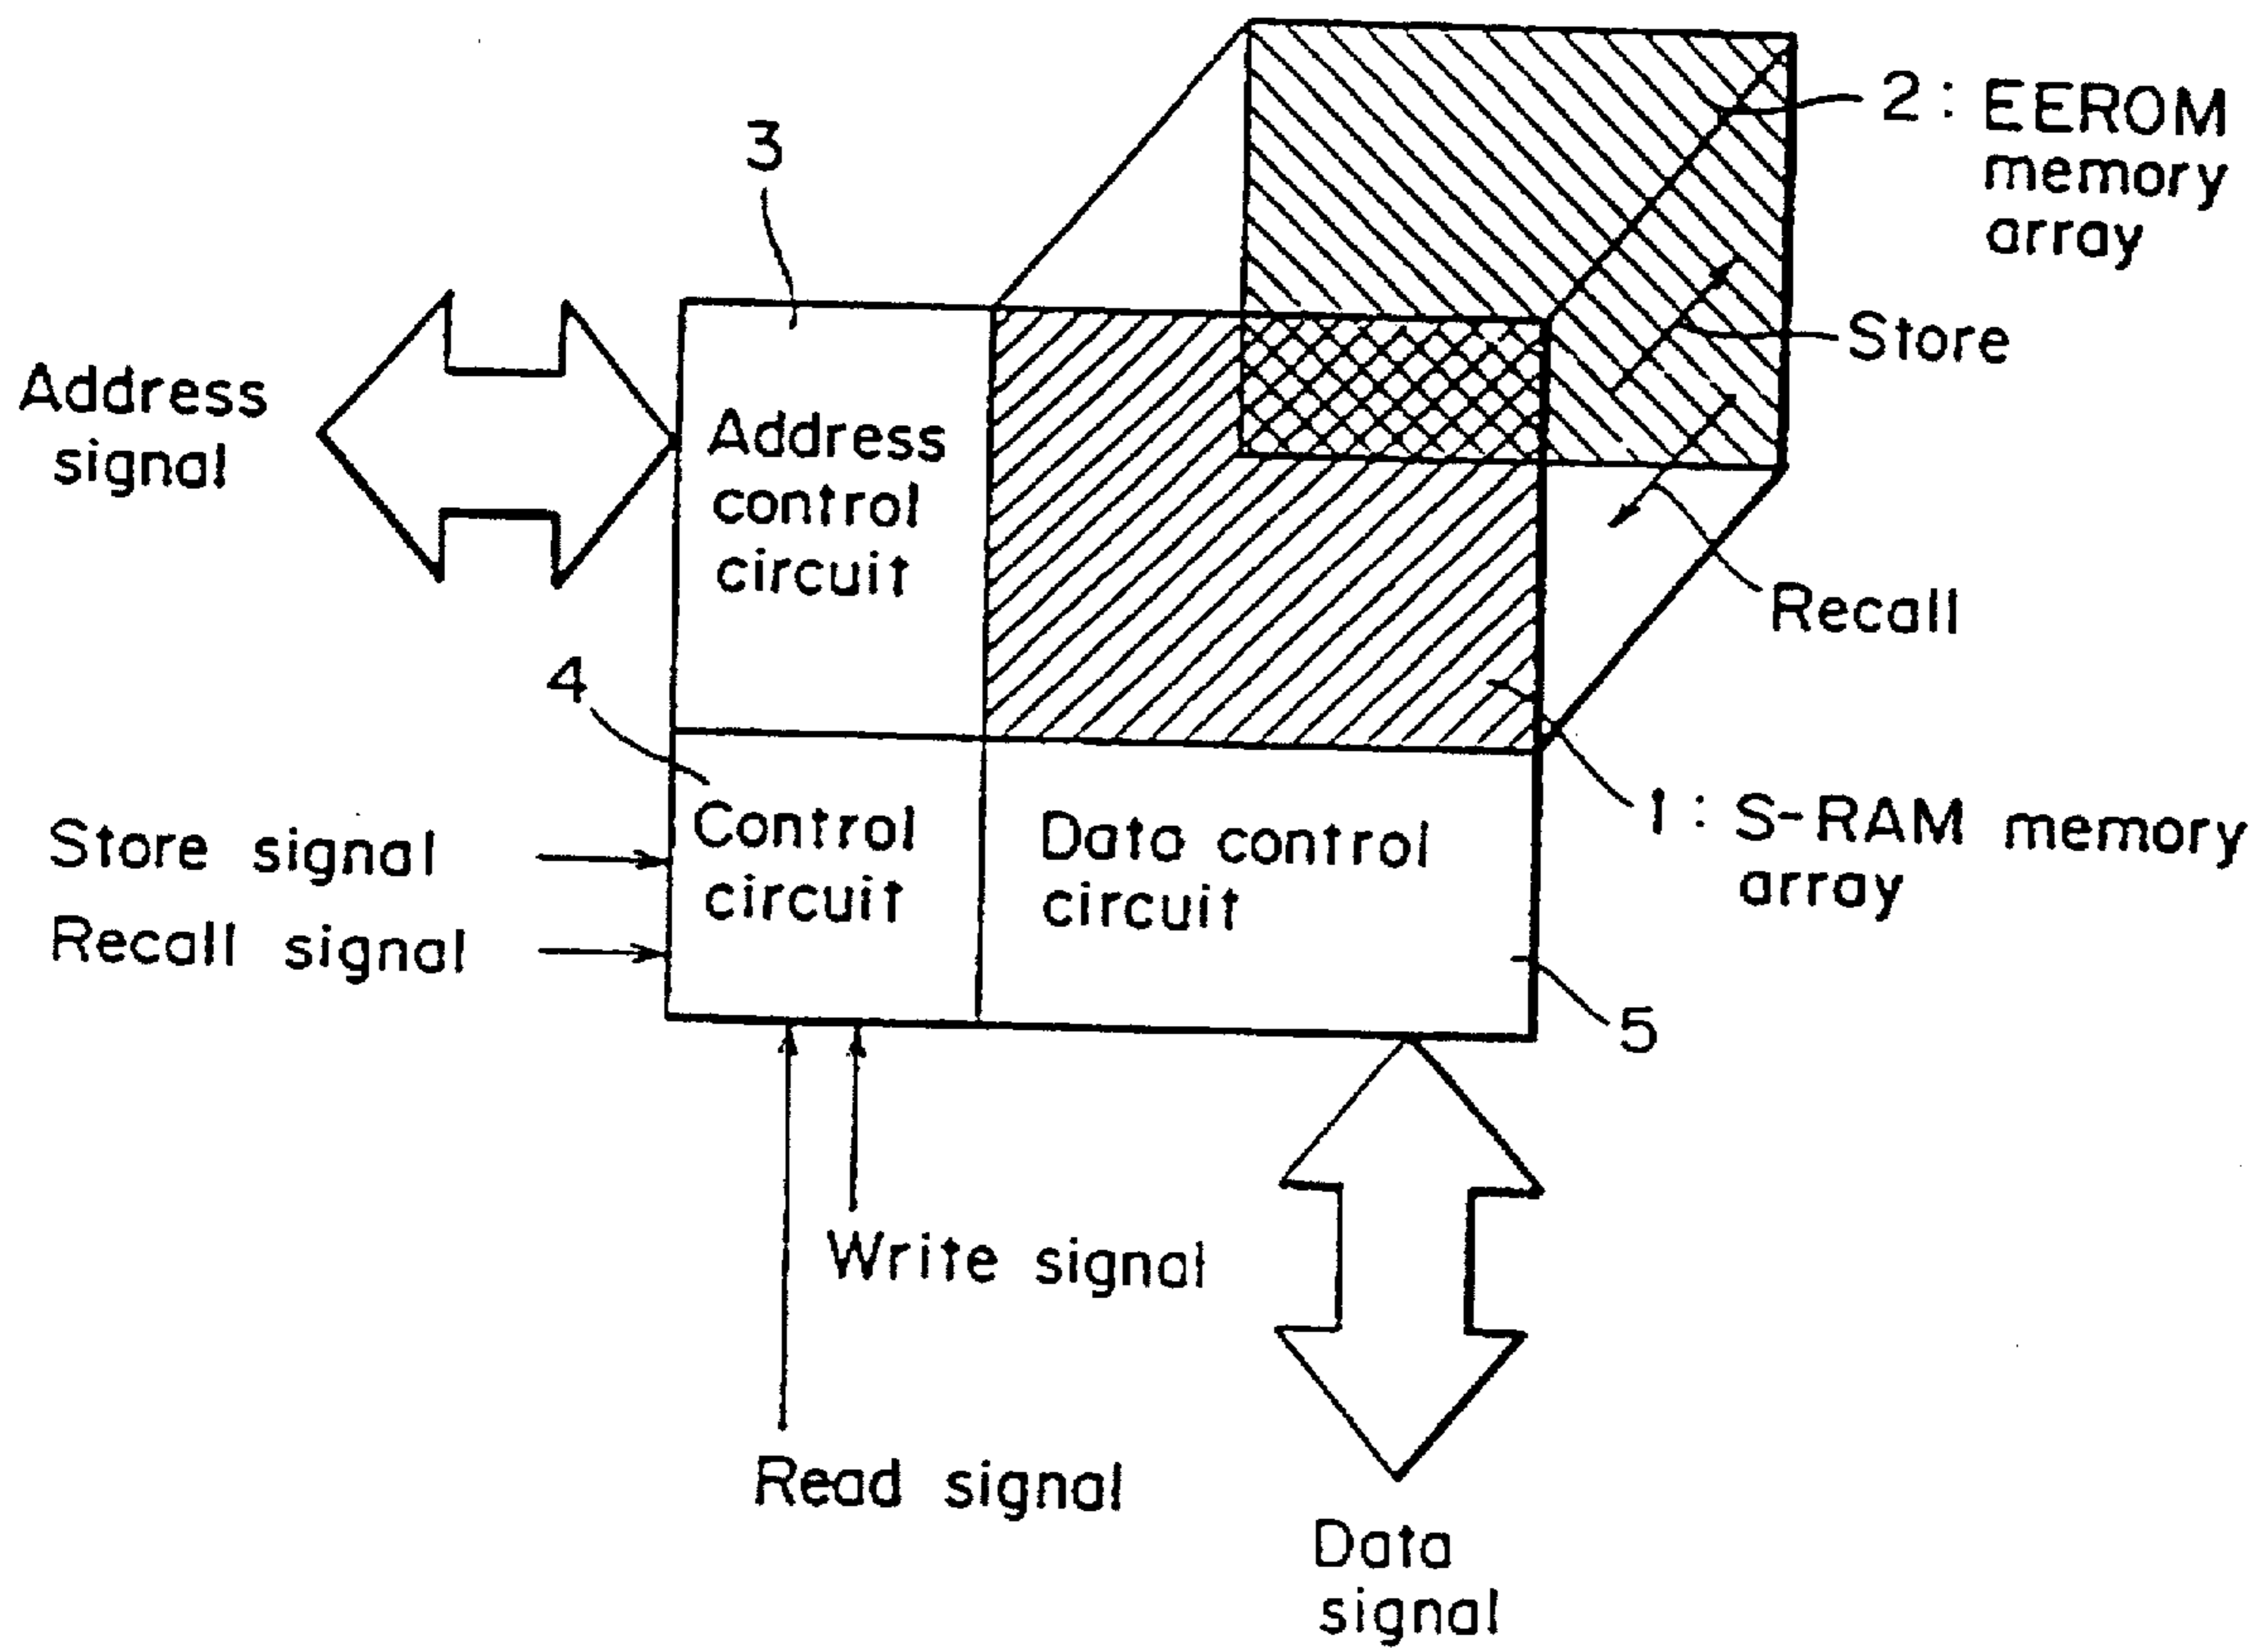 2 : EEROM
memory
array
3
Store
Address
signal
Address
control
circuit
Recall
4
1 : S-RAM memory
array
Store signal
Recall signal
Control
circuit
Data control
circuit
5
Write signal
Read signal
Data
signal